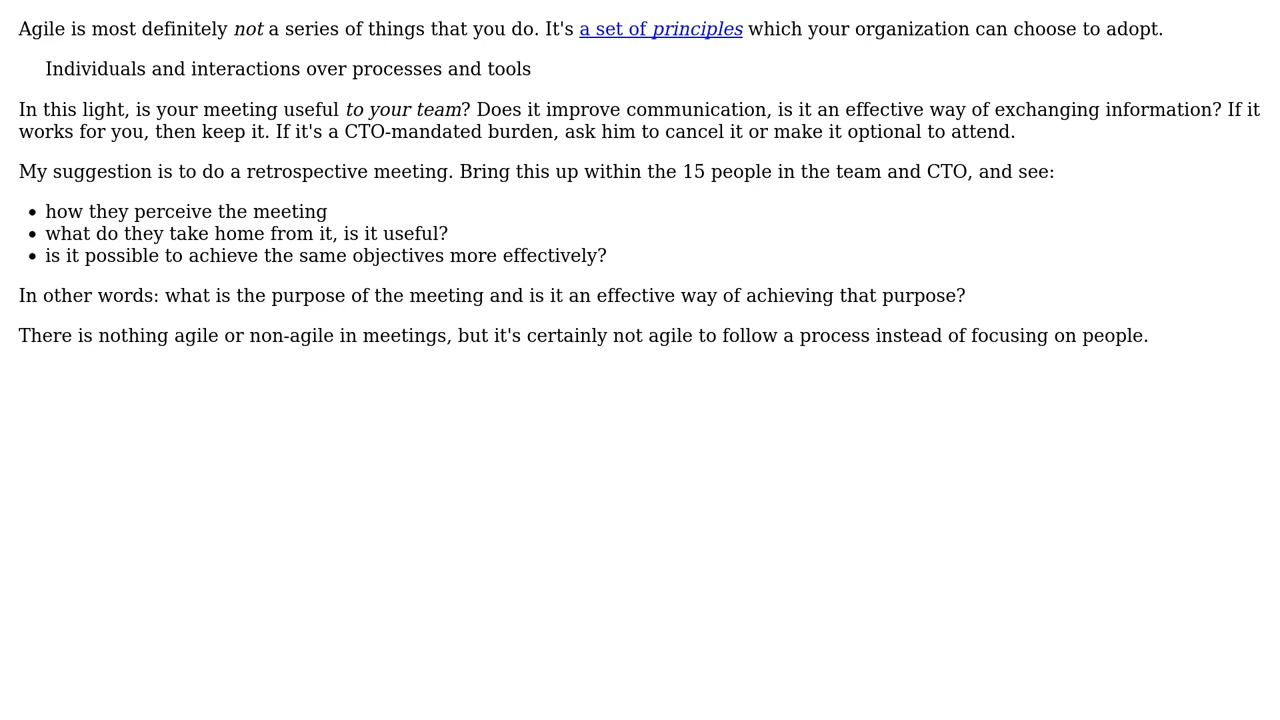 Agile is most definitely not a series of things that you do. It's a set of principles which your organization can choose to adopt.
Individuals and interactions over processes and tools
In this light, is your meeting useful to your team? Does it improve communication, is it an effective way of exchanging information? If it
works for you, then keep it. If it's a CTO-mandated burden, ask him to cancel it or make it optional to attend.
My suggestion is to do a retrospective meeting. Bring this up within the 15 people in the team and CTO, and see:
• how they perceive the meeting
• what do they take home from it, is it useful?
• is it possible to achieve the same objectives more effectively?
In other words: what is the purpose of the meeting and is it an effective way of achieving that purpose?
There is nothing agile or non-agile in meetings, but it's certainly not agile to follow a process instead of focusing on people.